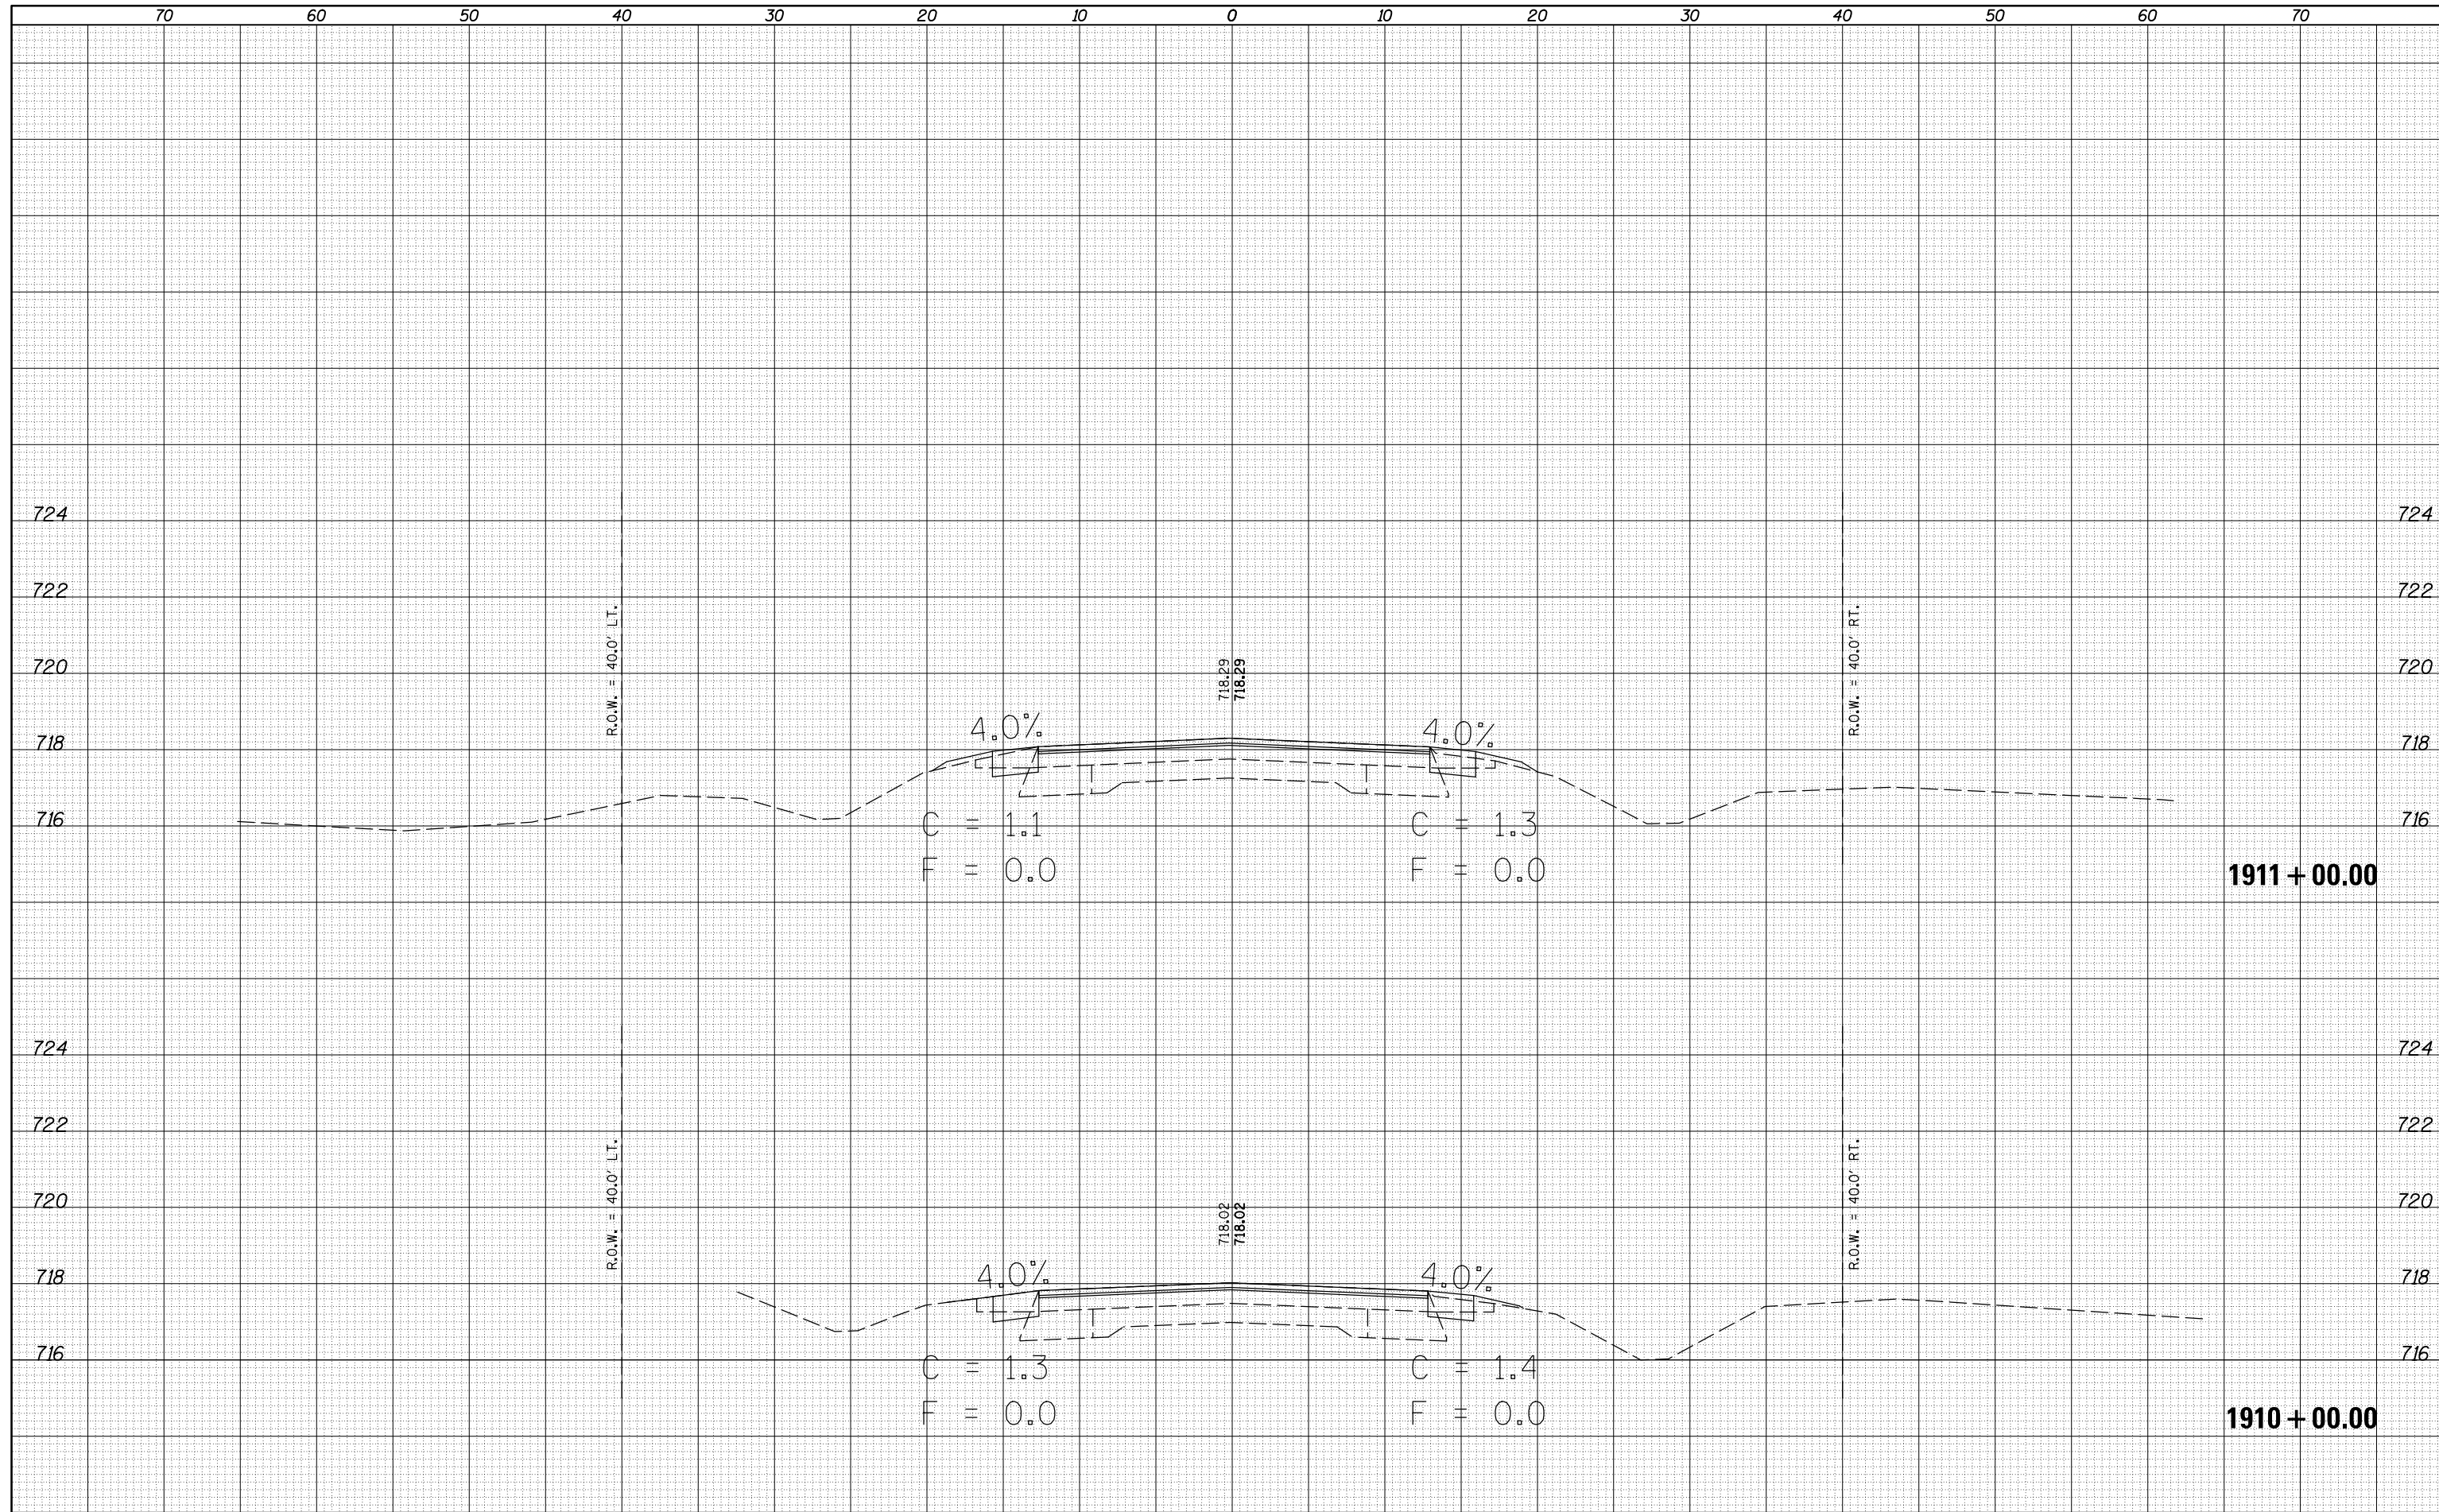 70 60 50 40 30 20 10 0 10 20 30 40 50 60 70
724 724
722 722
R.O.W. = 40.0' LT.
R.O.W. = 40.0' RT.
720 720
718.29
718.29
4.0% 4.0%
718 718
716 716
C = 1.1 C = 1.3
F = 0.0 F = 0.0
1911+00.00
724 724
722 722
R.O.W. = 40.0' LT.
R.O.W. = 40.0' RT.
720 720
718.02
718.02
4.0% 4.0%
718 718
716 716
C = 1.3 C = 1.4
F = 0.0 F = 0.0
1910+00.00